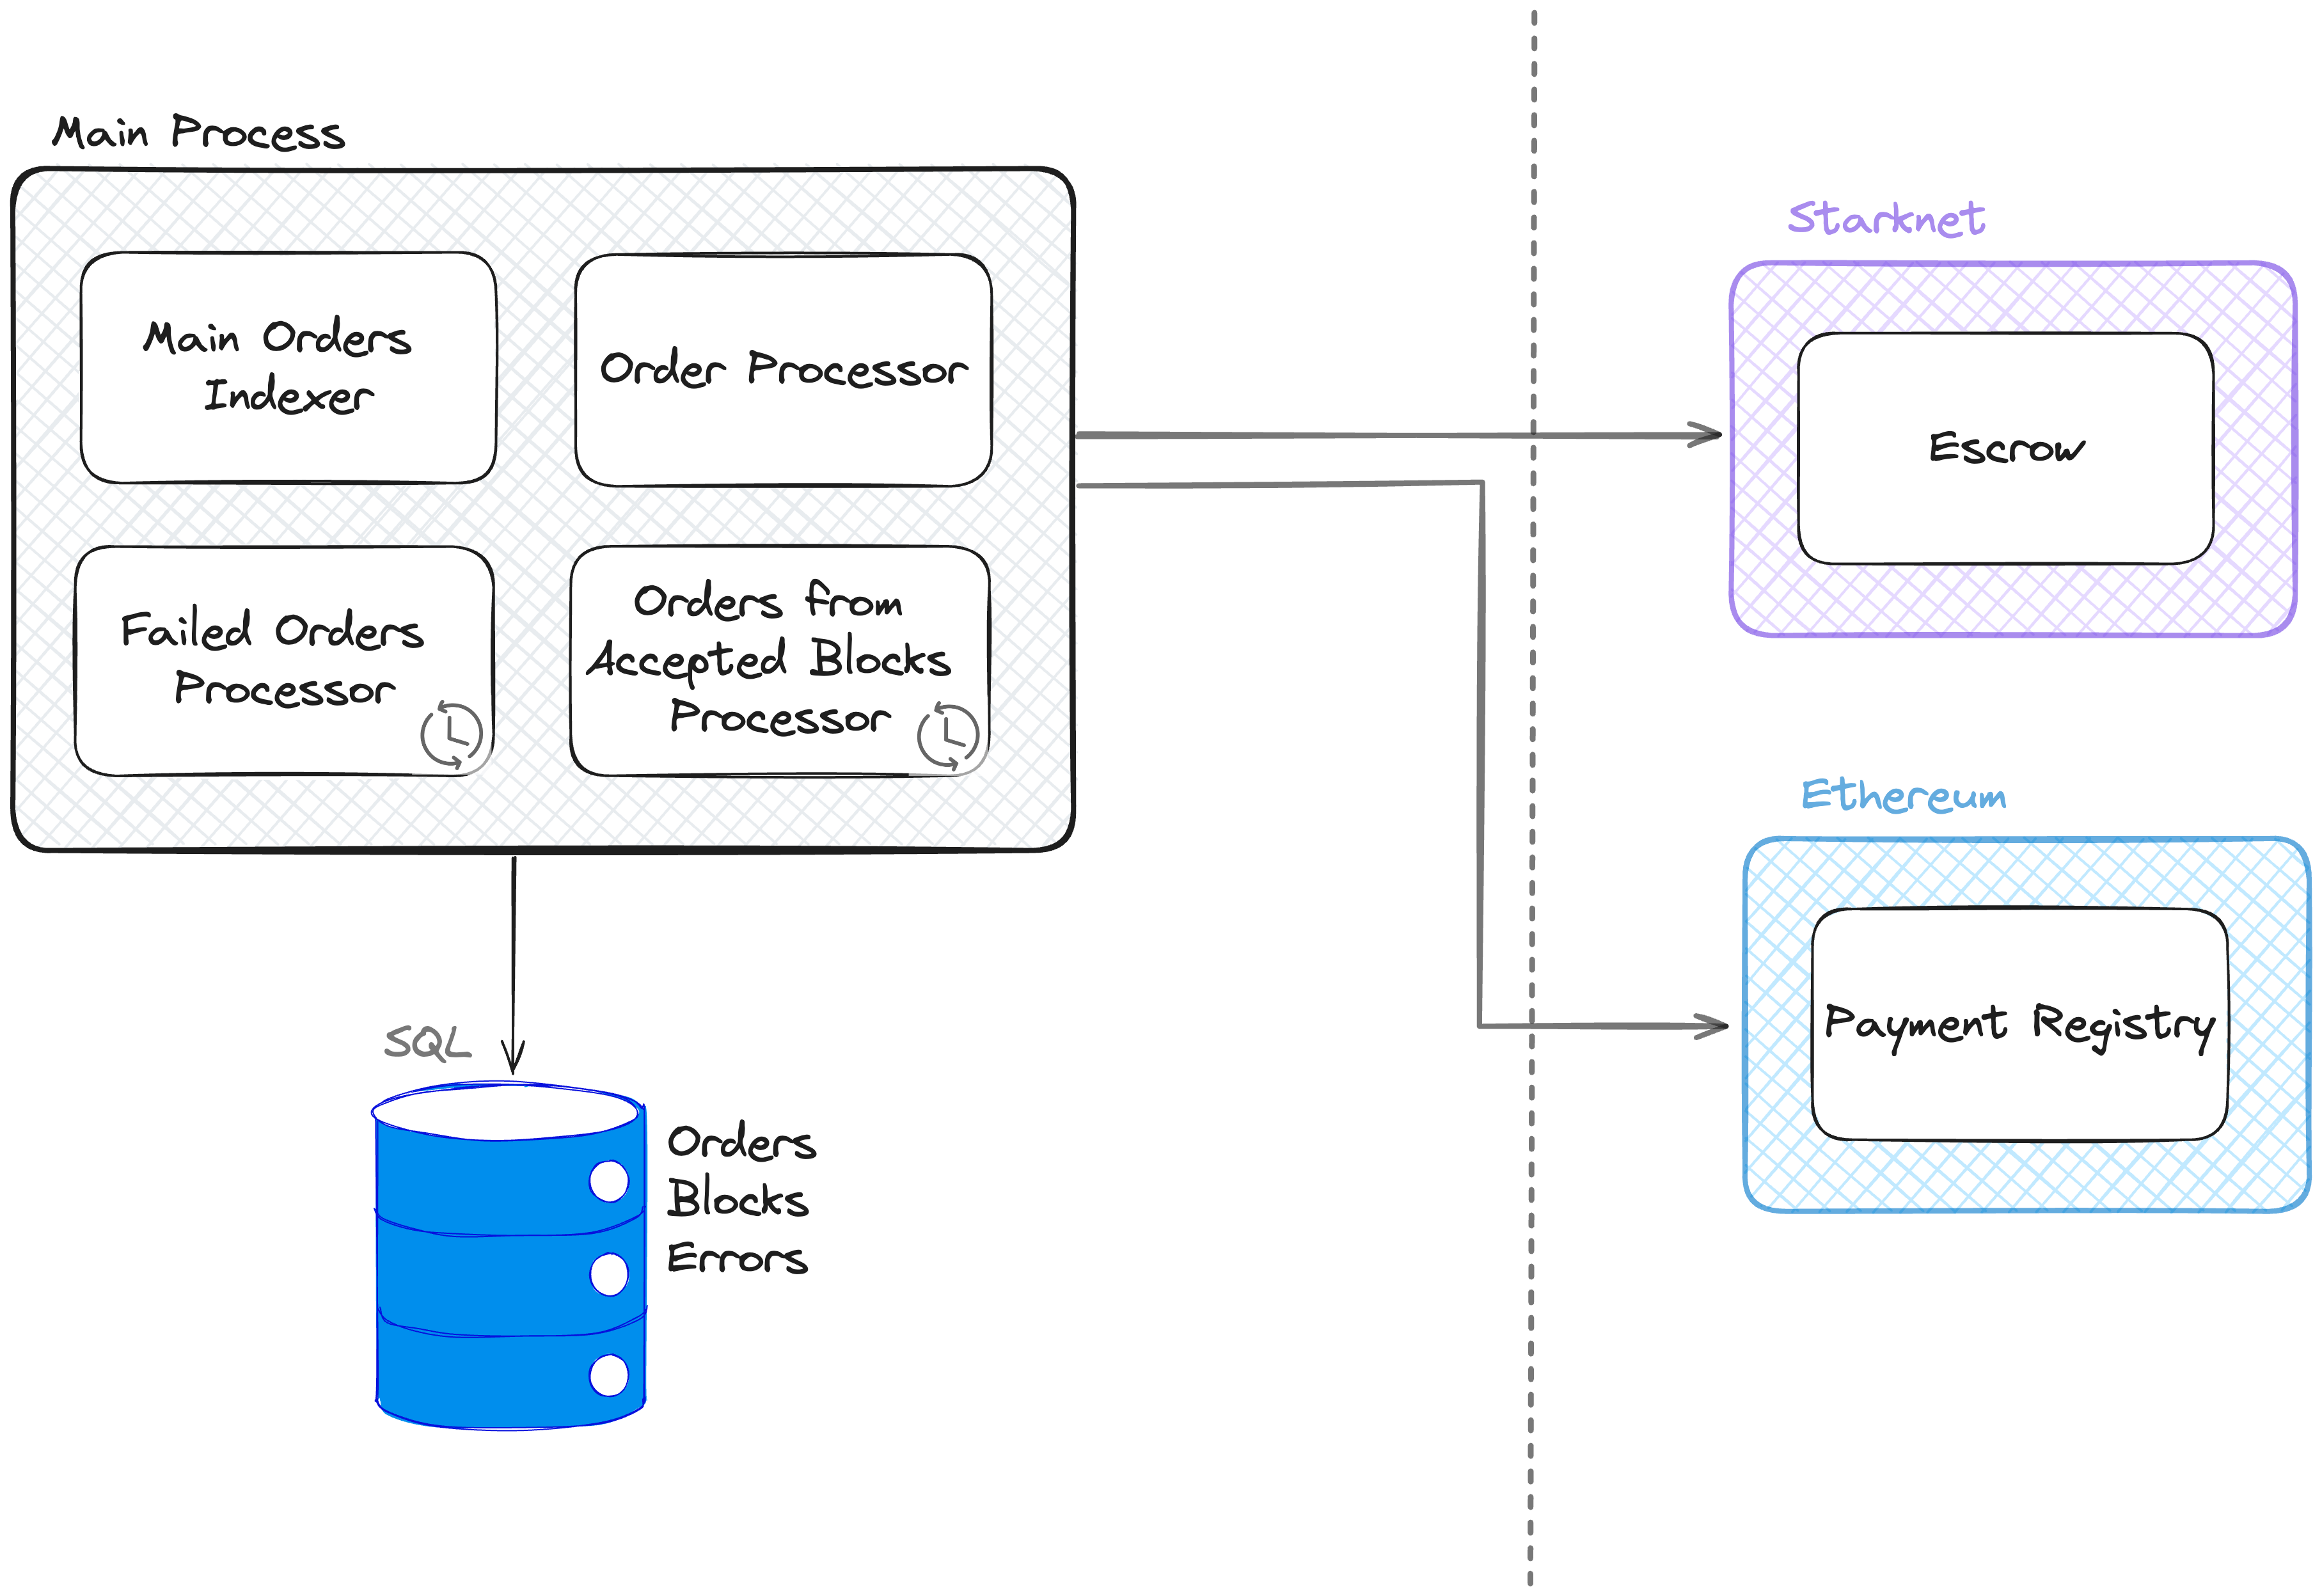 Main Process
Main Orders
Indexer
Order Processor
Failed Orders
Processor
Orders from
Accepted Blocks
Processor
SQL
Orders
Blocks
Errors
Starknet
Escrow
Ethereum
Payment Registry